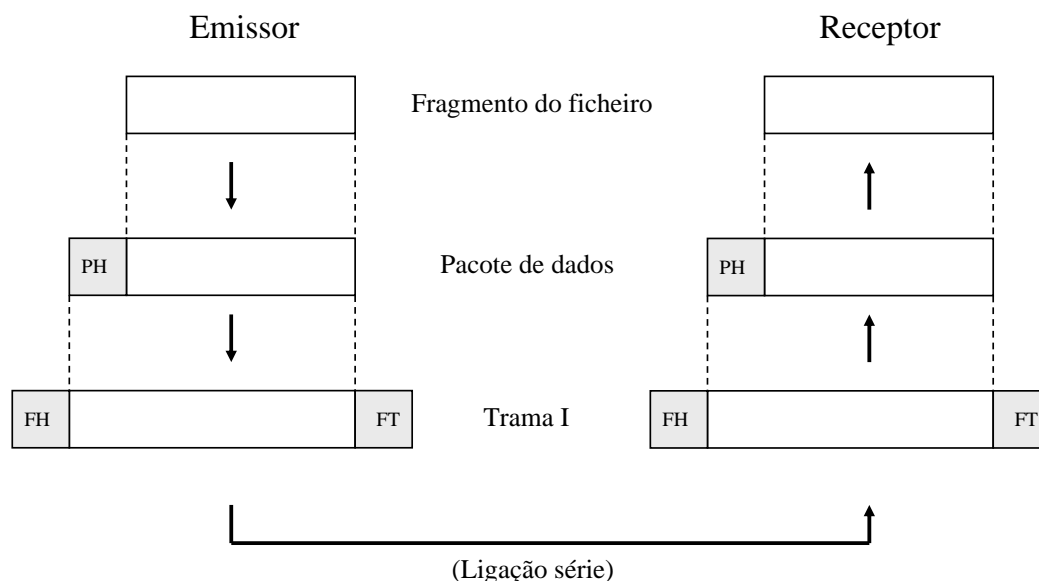 Emissor
Receptor
Fragmento do ficheiro
PH
Pacote de dados
PH
FH
FT
Trama I
FH
FT
(Ligação série)